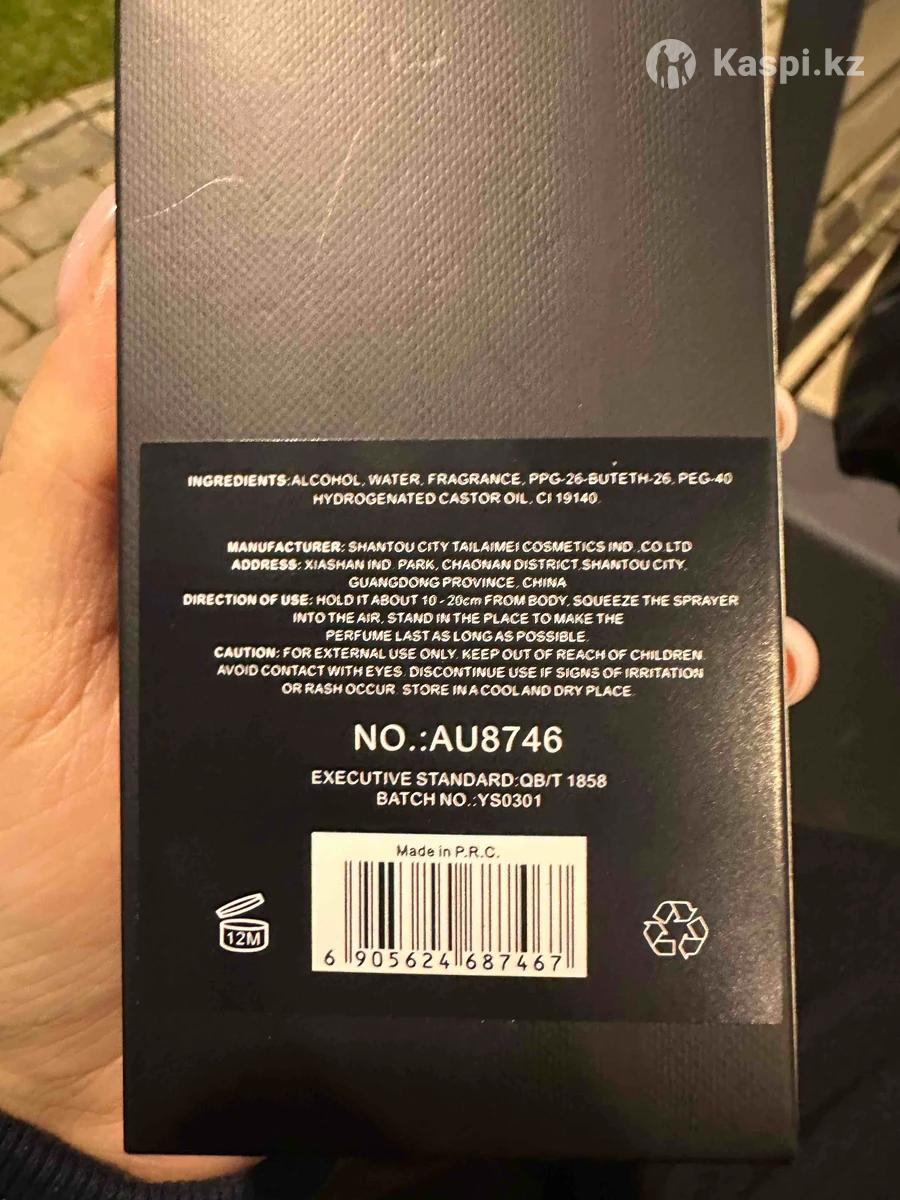 Kaspi.kz
INGREDIENTS:ALCOHOL, WATER, FRAGRANCE, PPG-26-BUTETH-26, PEG-40
HYDROGENATED CASTOR OIL, CI 19140.
MANUFACTURER: SHANTOU CITY TAILAIMEI COSMETICS IND.,CO.LTD
ADDRESS: XIASHAN IND. PARK, CHAONAN DISTRICT,SHANTOU CITY,
GUANGDONG PROVINCE, CHINA
DIRECTION OF USE: HOLD IT ABOUT 10-20cm FROM BODY, SQUEEZE THE SPRAYER
INTO THE AIR, STAND IN THE PLACE TO MAKE THE
PERFUME LAST AS LONG AS POSSIBLE.
CAUTION: FOR EXTERNAL USE ONLY. KEEP OUT OF REACH OF CHILDREN.
AVOID CONTACT WITH EYES. DISCONTINUE USE IF SIGNS OF IRRITATION
OR RASH OCCUR. STORE IN A COOL AND DRY PLACE.
NO.:AU8746
EXECUTIVE STANDARD:QB/T 1858
BATCH NO.:YS0301
Made in P.R.C.
12M
6 905624 687467